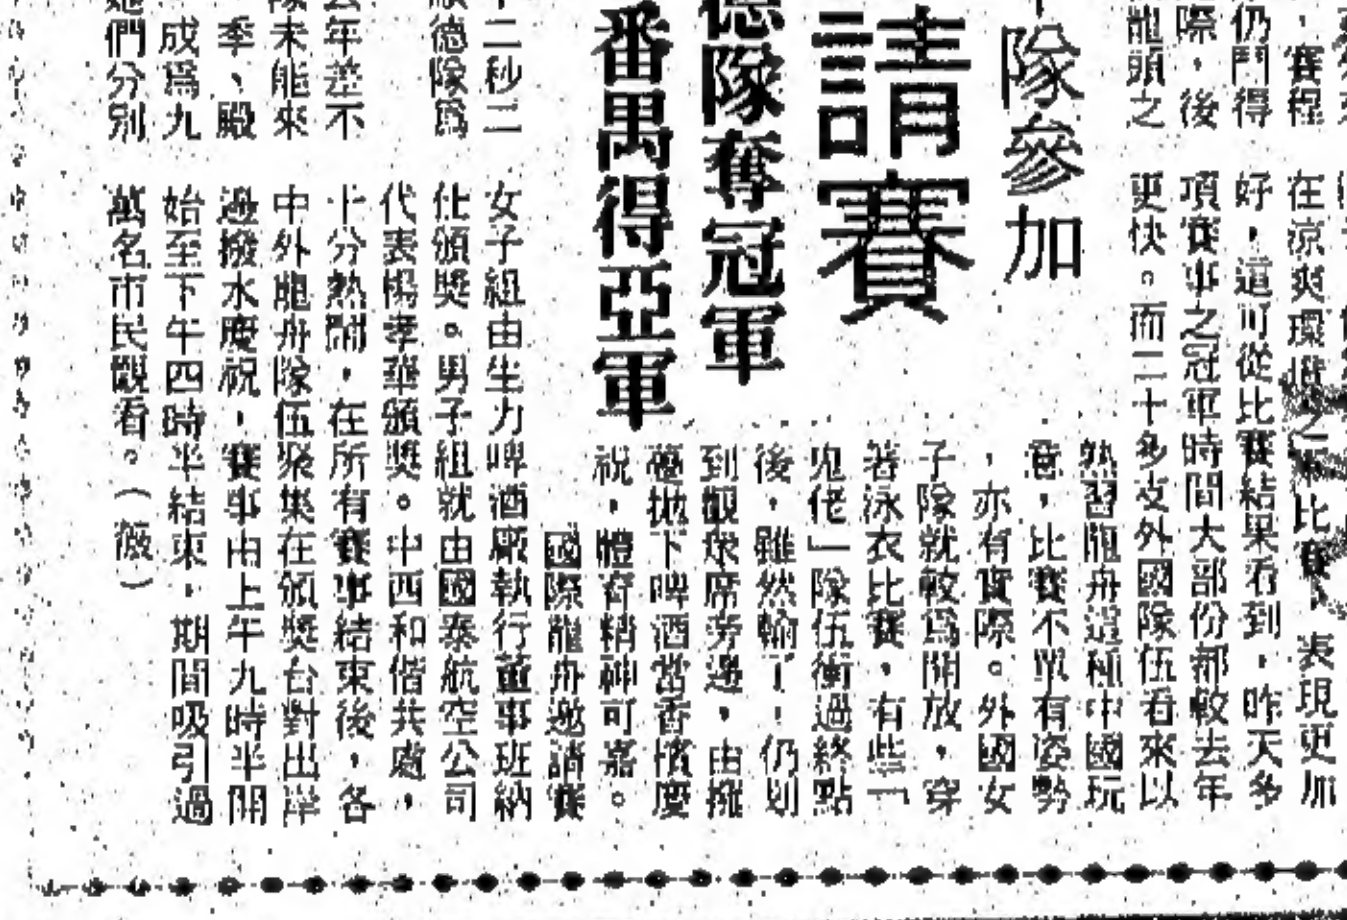 ，賽程
仍鬥得
際，後
龍頭之
隊參加
請賽
德隊奪冠軍
番禺得亞軍
二秒二
德隊爲
年差不
未能來
季、殿
成爲九
們分別
在涼爽環境之 比賽，表現更加
好，這可從比賽結果看到，昨天多
項賽事之冠軍時間大部份都較去年
更快。而二十多支外國隊伍看來以
熱習龍舟這種中國玩
意，比賽不單有姿勢
，亦有實際。外國女
子隊就較爲開放，穿
著泳衣比賽，有些「
鬼佬」隊伍衝過終點
後，雖然輸了！仍划
到觀眾席旁邊，由
拋下啤酒當香檳慶
祝，體育精神可嘉。
國際龍舟邀請賽
女子組由生力啤酒廠執行董事班納
仕頒獎。男子組就由國泰航空公司
代表楊孝華頒獎。中西和偕共處，
十分熱鬧，在所有賽事結束後，各
中外龍舟隊伍聚集在頒獎台對出岸
邊撥水慶祝，賽事由上午九時半開
始至下午四時半結束，期間吸引過
萬名市民觀看。（薇）